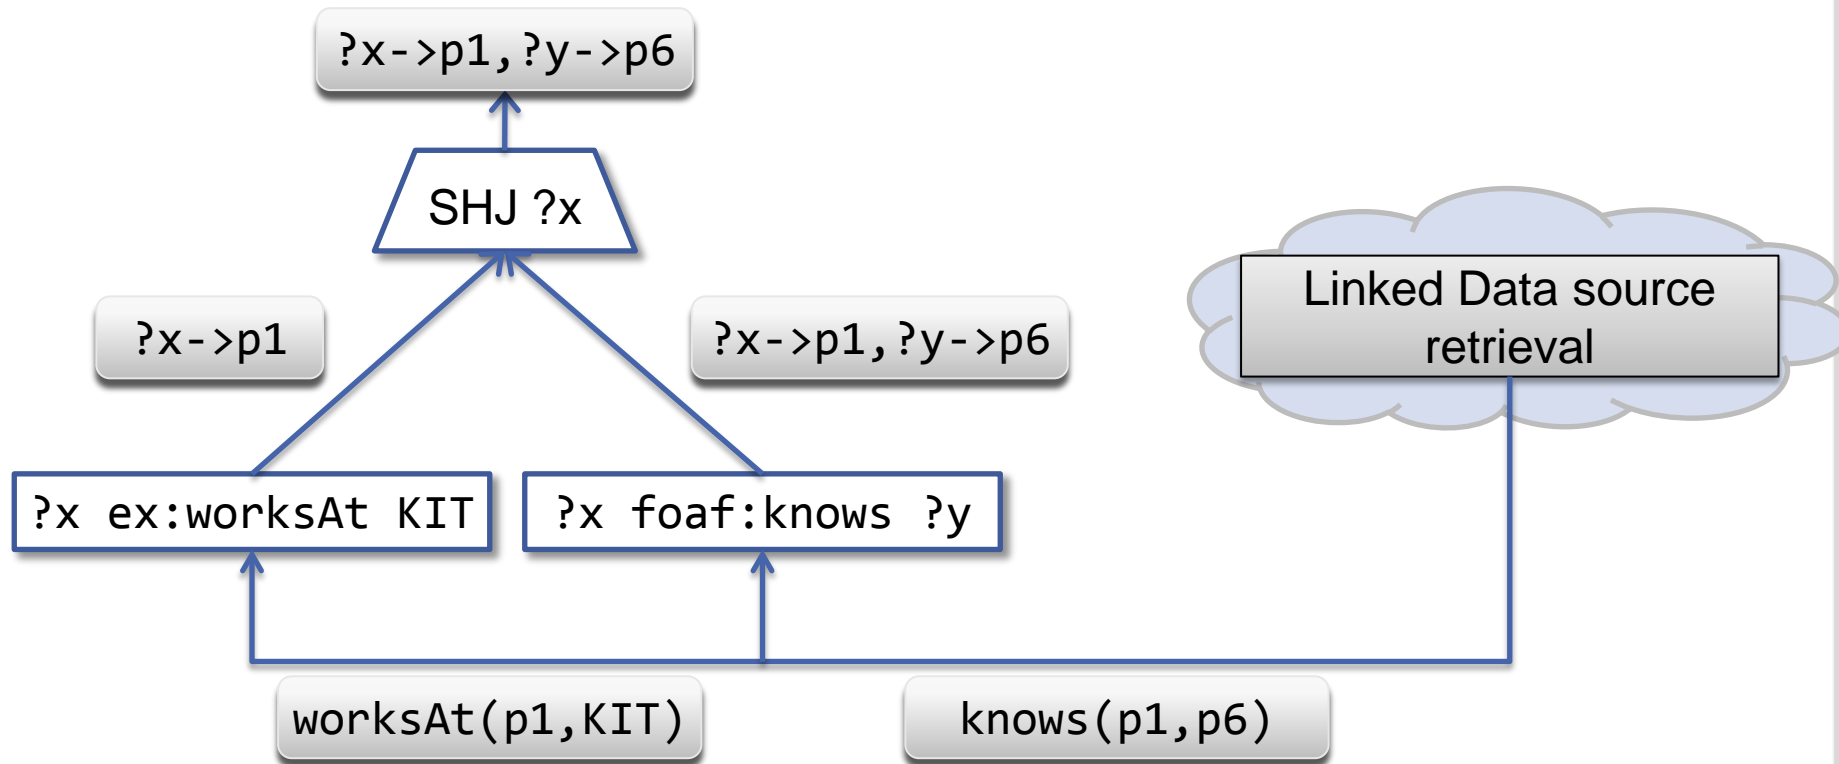 ?x->p1,?y->p6
SHJ ?x
?x->p1
?x->p1,?y->p6
Linked Data source
retrieval
?x ex:worksAt KIT
?x foaf:knows ?y
worksAt(p1,KIT)
knows(p1,p6)